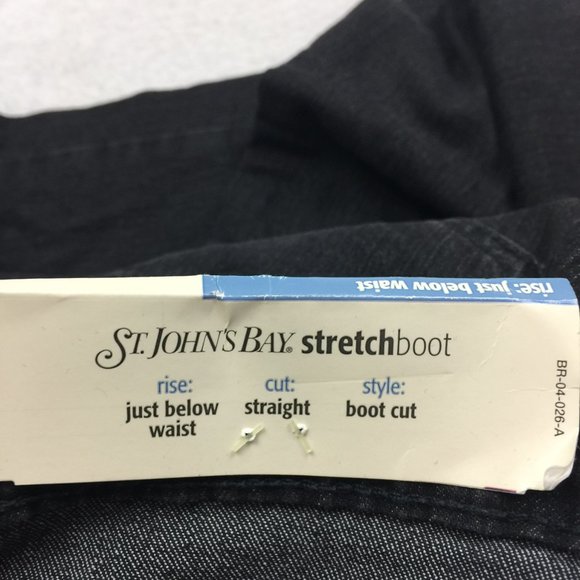 rise: just below waist
ST. JOHN'S BAY® stretchboot
rise:
just below
waist
cut:
straight
style:
boot cut
BR-04-026-A